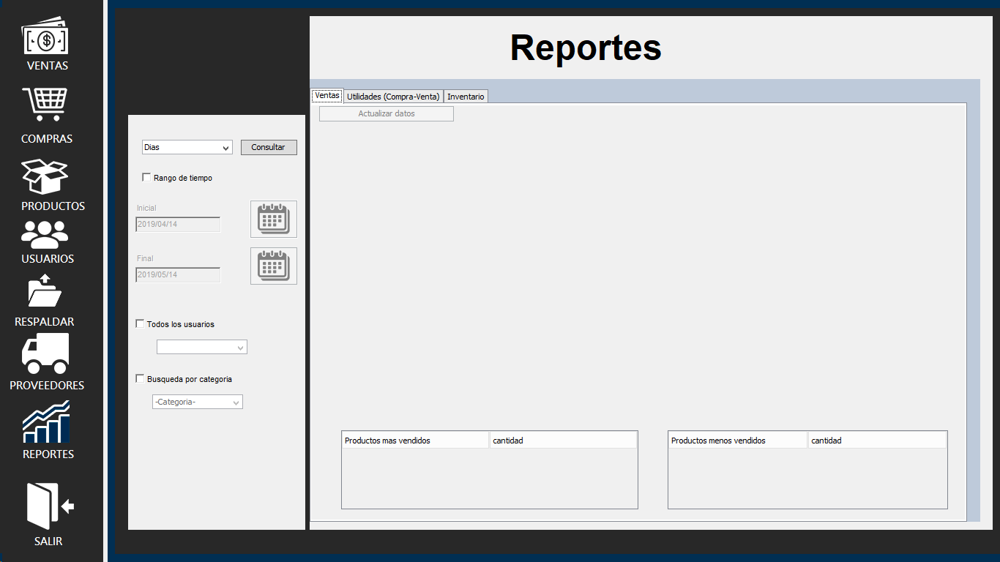 VENTAS
COMPRAS
PRODUCTOS
USUARIOS
RESPALDAR
PROVEEDORES
REPORTES
SALIR
Dias
Consultar
Rango de tiempo
Inicial
2019/04/14
Final
2019/05/14
Todos los usuarios
Busqueda por categoria
-Categoria-
Reportes
Ventas Utilidades (Compra-Venta) Inventario
Actualizar datos
Productos mas vendidos cantidad
Productos menos vendidos cantidad